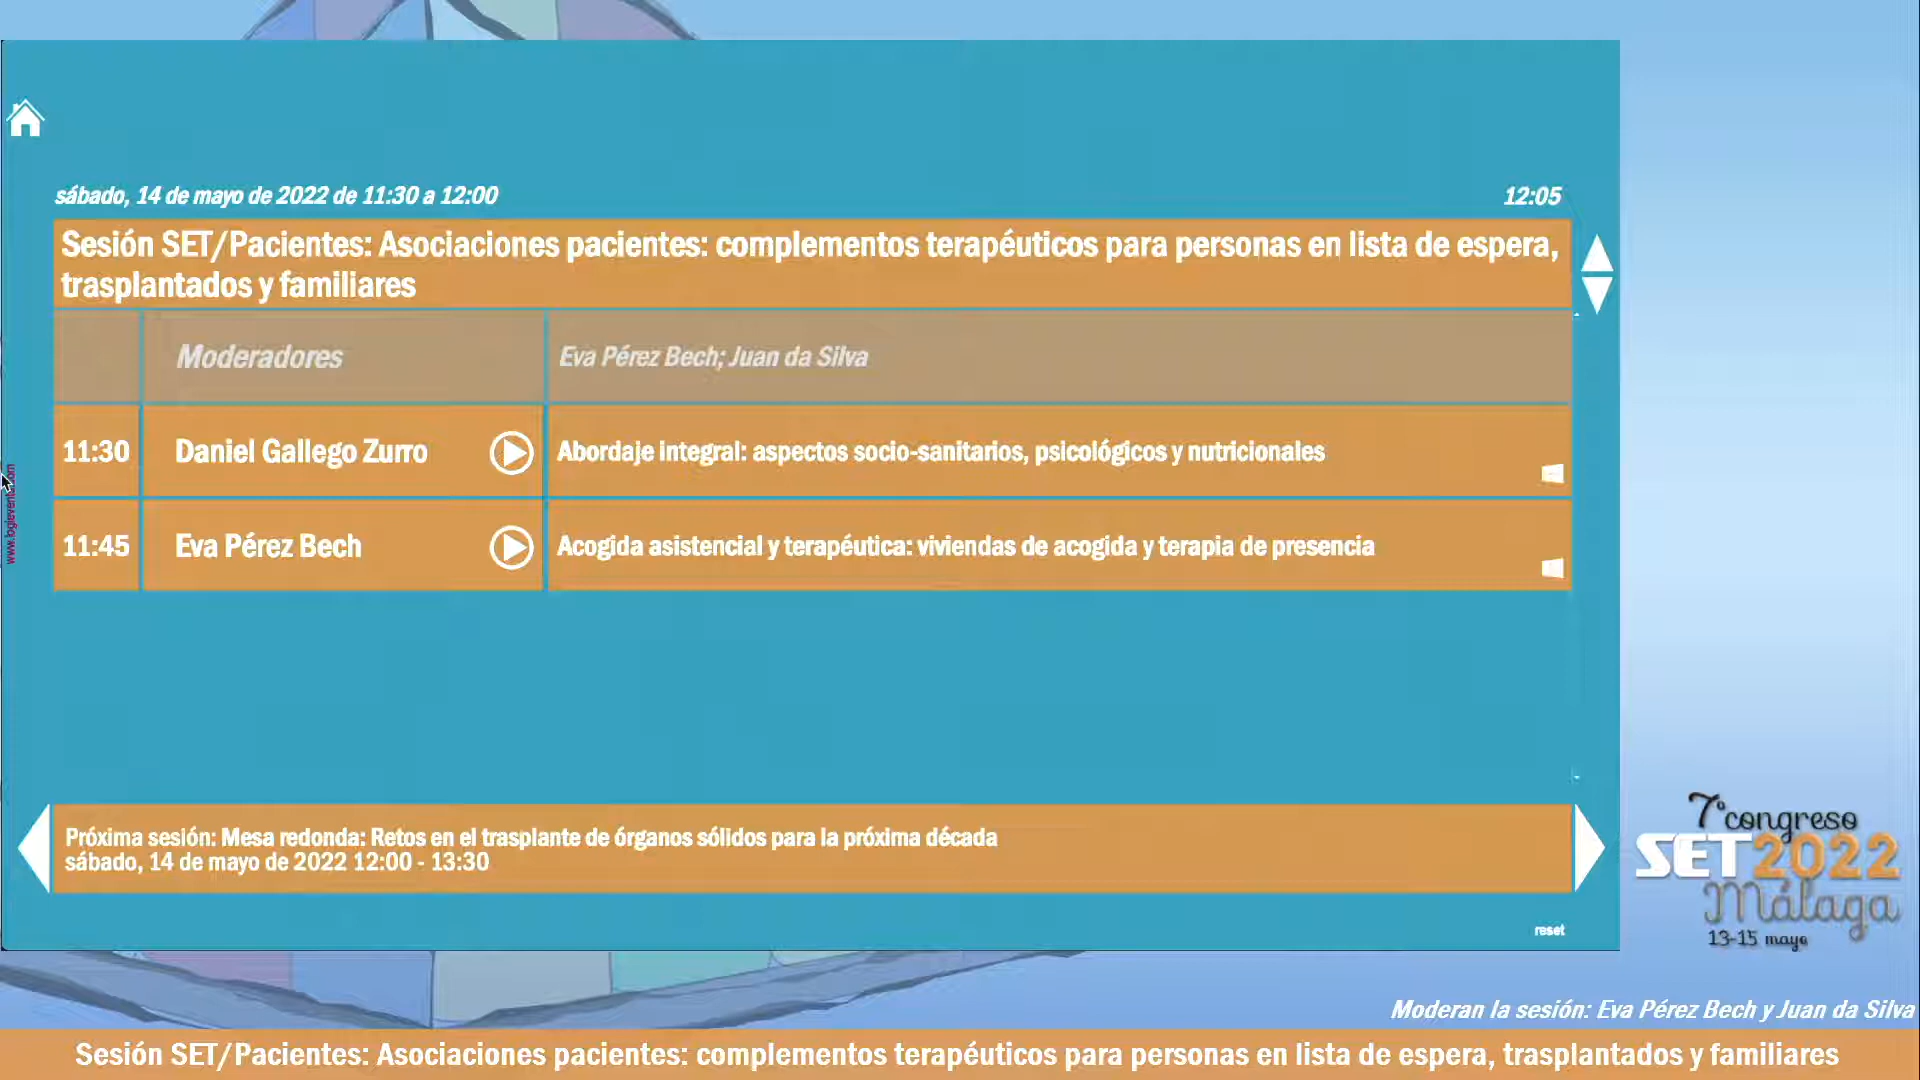 sábado, 14 de mayo de 2022 de 11:30 a 12:00
12:05
Sesión SET/Pacientes: Asociaciones pacientes: complementos terapéuticos para personas en lista de espera,
trasplantados y familiares
Moderadores
Eva Pérez Bech; Juan da Silva
11:30
Daniel Gallego Zurro
Abordaje integral: aspectos socio-sanitarios, psicológicos y nutricionales
11:45
Eva Pérez Bech
Acogida asistencial y terapéutica: viviendas de acogida y terapia de presencia
Próxima sesión: Mesa redonda: Retos en el trasplante de órganos sólidos para la próxima década
sábado, 14 de mayo de 2022 12:00 - 13:30
reset
7º congreso
SET2022
Málaga
13-15 mayo
Moderan la sesión: Eva Pérez Bech y Juan da Silva
Sesión SET/Pacientes: Asociaciones pacientes: complementos terapéuticos para personas en lista de espera, trasplantados y familiares